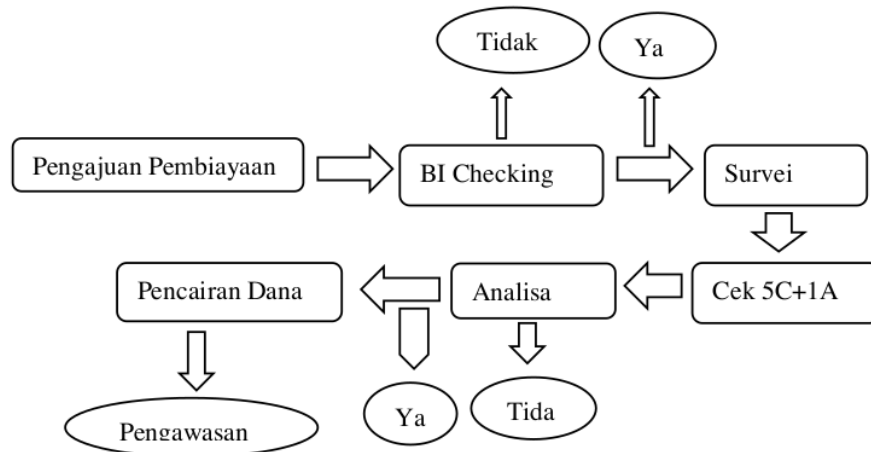 Tidak
Ya
Pengajuan Pembiayaan
BI Checking
Survei
Pencairan Dana
Analisa
Cek 5C+1A
Pengawasan
Ya
Tida